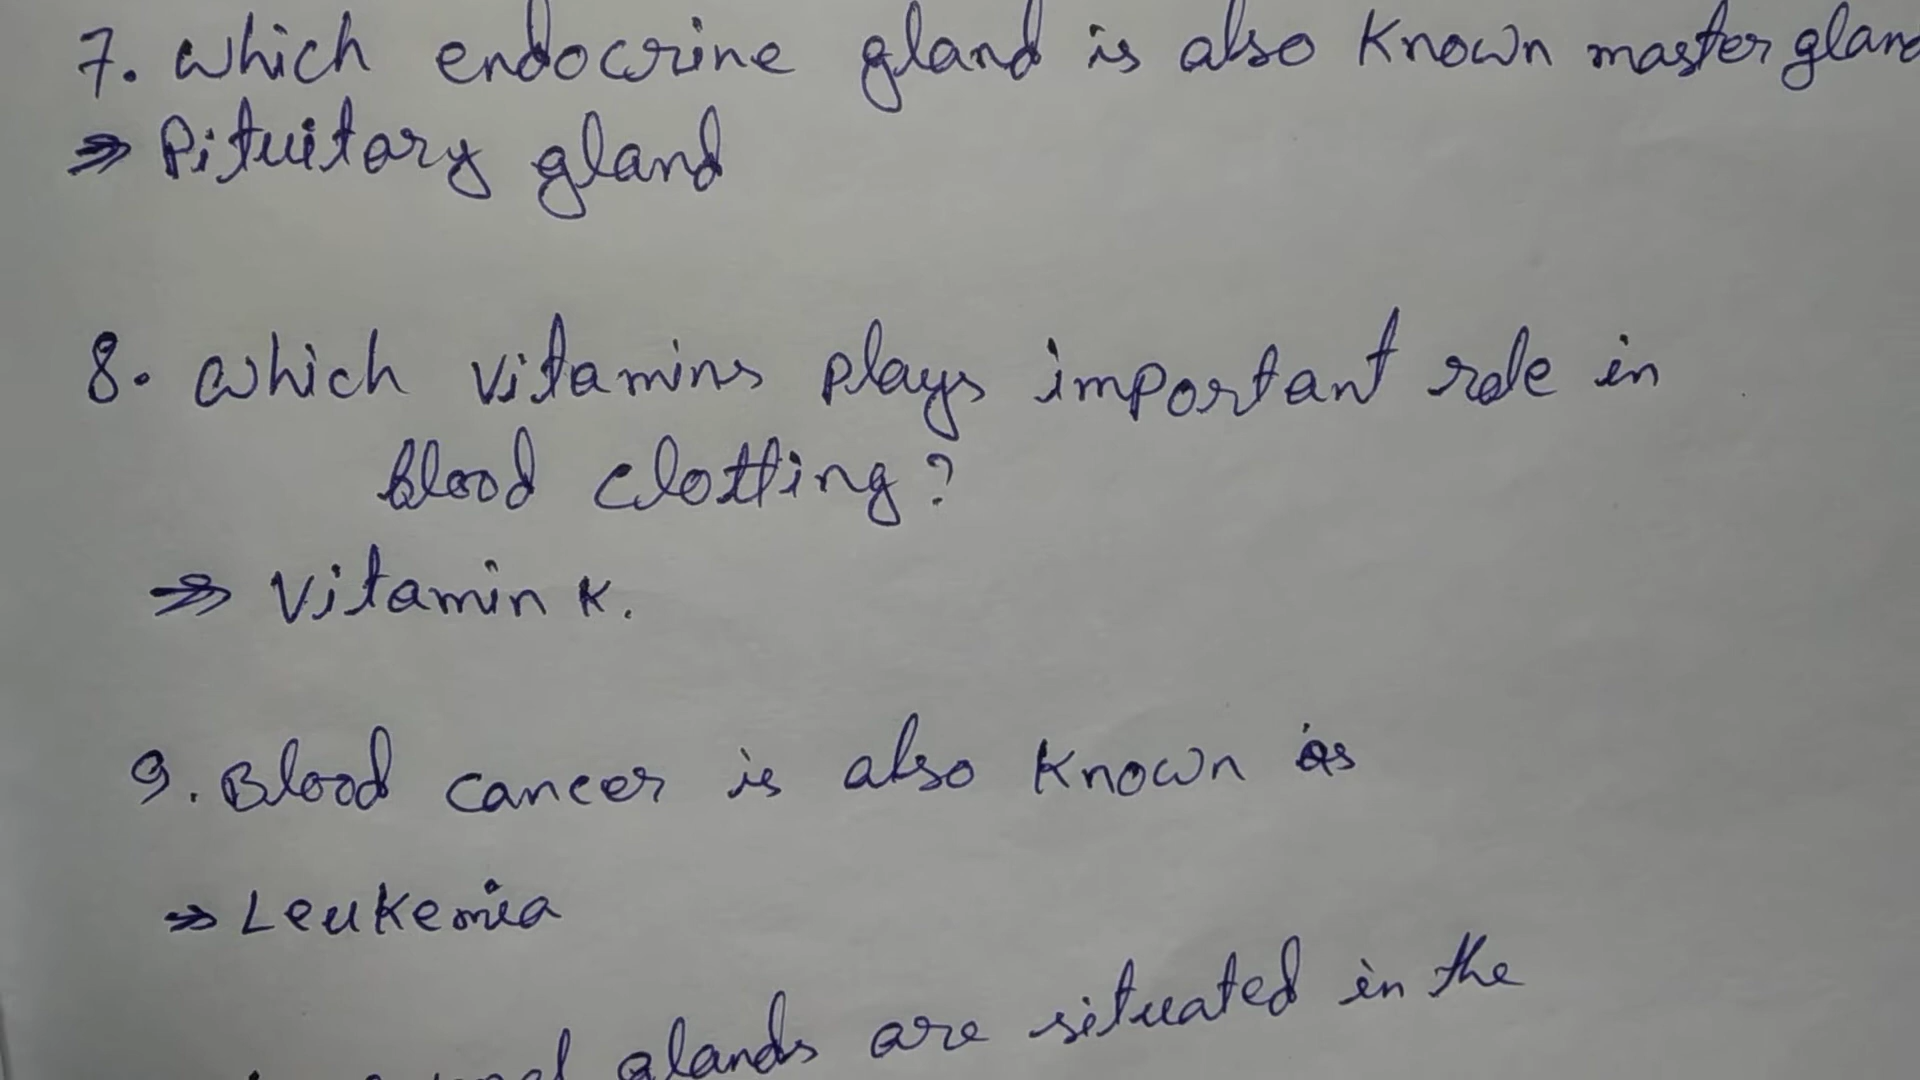 7. which endocrine gland is also known master gland
⇒ Pituitary gland
8. which vitamins plays important role in
blood clotting?
⇒ Vitamin K.
9. Blood cancer is also known as
⇒ Leukemia
glands are situated in the